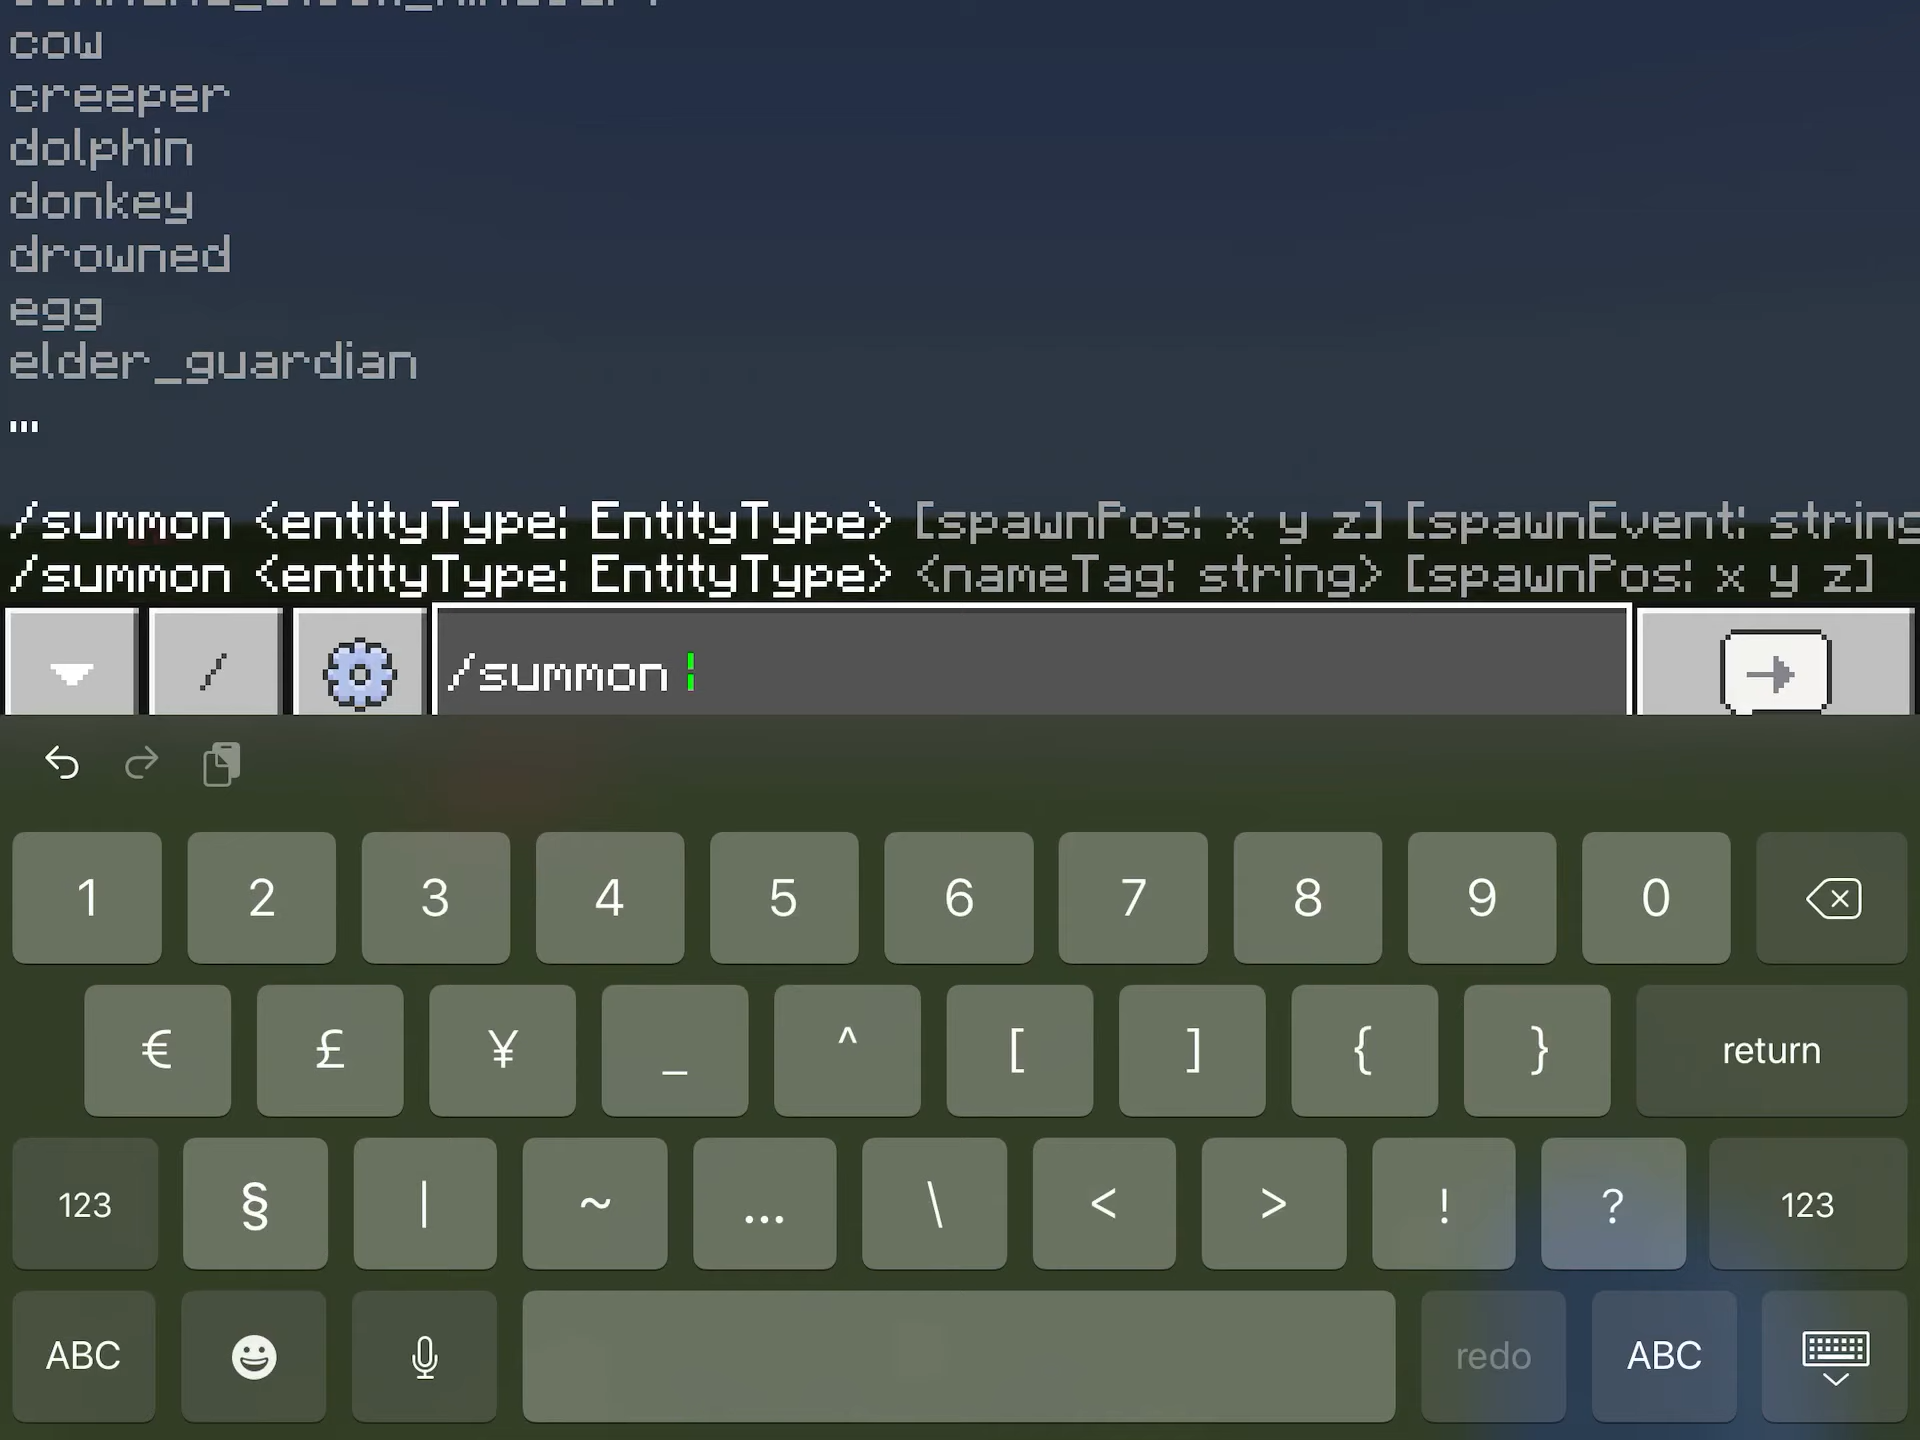 cow
creeper
dolphin
donkey
drowned
egg
elder_guardian
...
/summon <entityType: EntityType> [spawnPos: x y z] [spawnEvent: string
/summon <entityType: EntityType> <nameTag: string> [spawnPos: x y z]
/
/summon
1 2 3 4 5 6 7 8 9 0
€ £ ¥ _ ^ [ ] { } return
123 § | ~ ... \ < > ! ? 123
ABC redo ABC